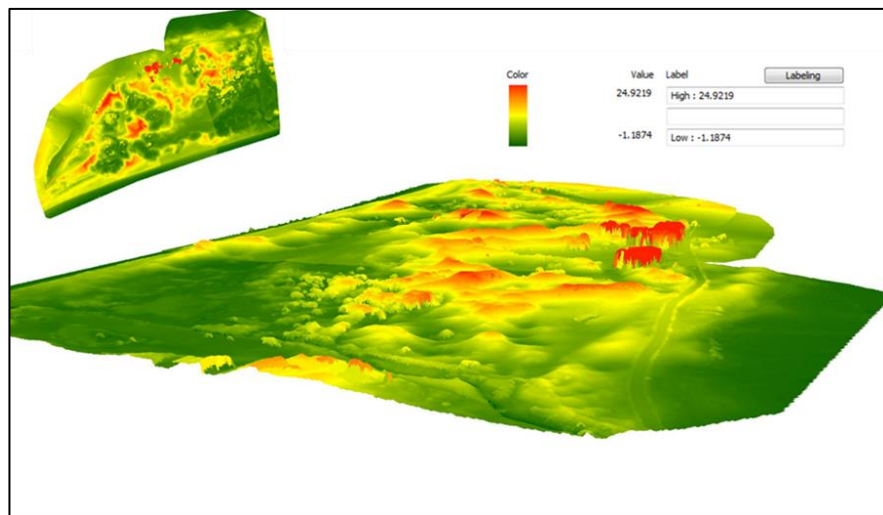 Color
Value Label Labeling
24.9219 High : 24.9219
-1.1874 Low : -1.1874